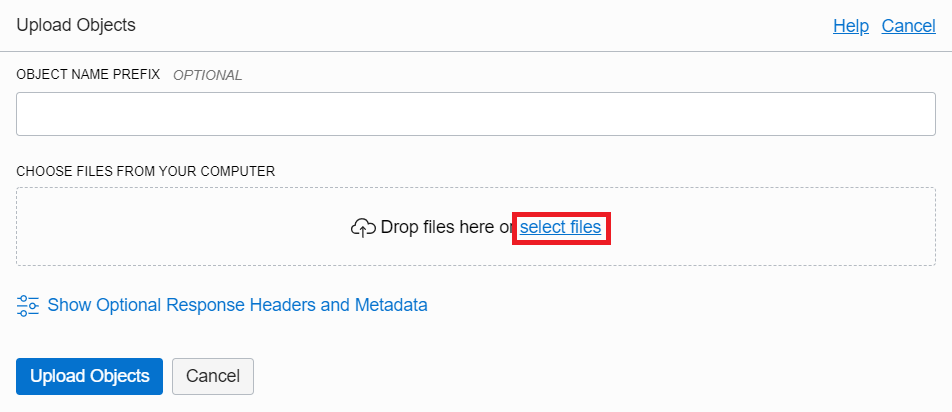 Upload Objects Help Cancel
OBJECT NAME PREFIX OPTIONAL
CHOOSE FILES FROM YOUR COMPUTER
Drop files here or select files
Show Optional Response Headers and Metadata
Upload Objects Cancel